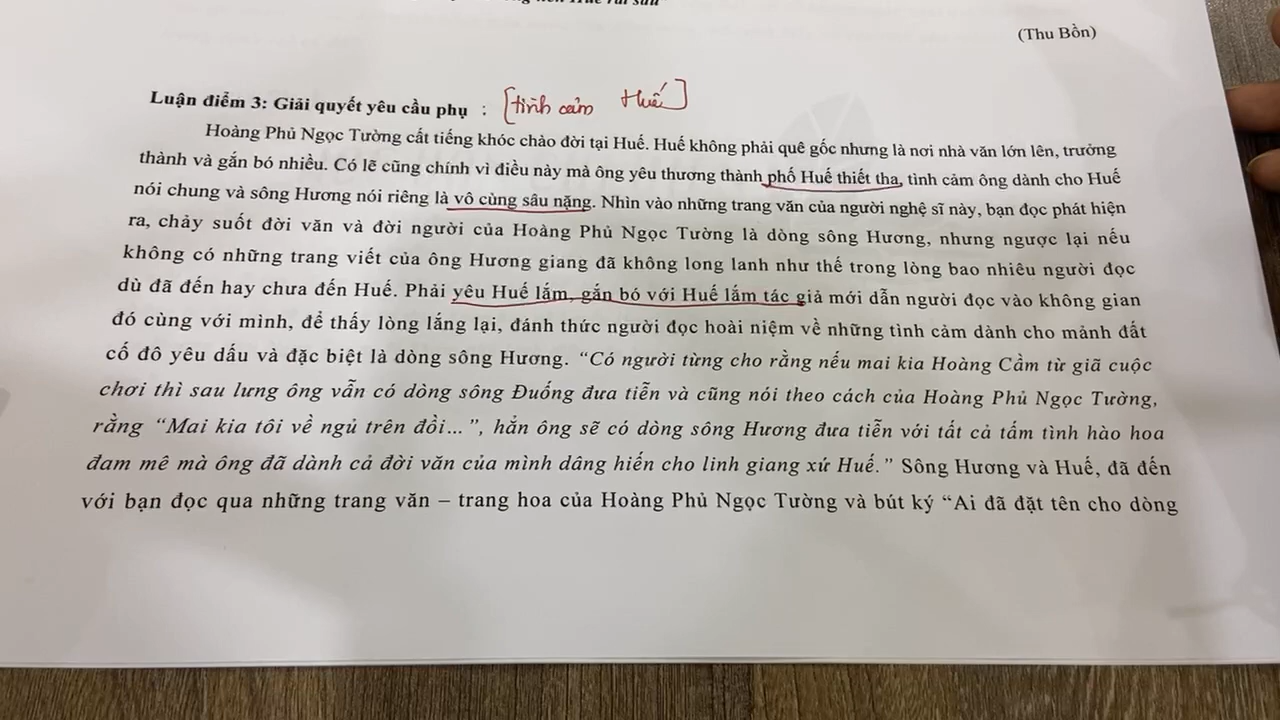 Huế
(Thu Bồn)
Luận điểm 3: Giải quyết yêu cầu phụ : [tình cảm Huế]
Hoàng Phủ Ngọc Tường cất tiếng khóc chào đời tại Huế. Huế không phải quê gốc nhưng là nơi nhà văn lớn lên, trưởng
thành và gắn bó nhiều. Có lẽ cũng chính vì điều này mà ông yêu thương thành phố Huế thiết tha, tình cảm ông dành cho Huế
nói chung và sông Hương nói riêng là vô cùng sâu nặng. Nhìn vào những trang văn của người nghệ sĩ này, bạn đọc phát hiện
ra, chảy suốt đời văn và đời người của Hoàng Phủ Ngọc Tường là dòng sông Hương, nhưng ngược lại nếu
không có những trang viết của ông Hương giang đã không long lanh như thế trong lòng bao nhiêu người đọc
dù đã đến hay chưa đến Huế. Phải yêu Huế lắm, gắn bó với Huế lắm tác giả mới dẫn người đọc vào không gian
đó cùng với mình, để thấy lòng lắng lại, đánh thức người đọc hoài niệm về những tình cảm dành cho mảnh đất
cố đô yêu dấu và đặc biệt là dòng sông Hương. “Có người từng cho rằng nếu mai kia Hoàng Cầm từ giã cuộc
chơi thì sau lưng ông vẫn có dòng sông Đuống đưa tiễn và cũng nói theo cách của Hoàng Phủ Ngọc Tường,
rằng “Mai kia tôi về ngủ trên đồi...”, hẳn ông sẽ có dòng sông Hương đưa tiễn với tất cả tấm tình hào hoa
đam mê mà ông đã dành cả đời văn của mình dâng hiến cho linh giang xứ Huế.” Sông Hương và Huế, đã đến
với bạn đọc qua những trang văn – trang hoa của Hoàng Phủ Ngọc Tường và bút ký “Ai đã đặt tên cho dòng